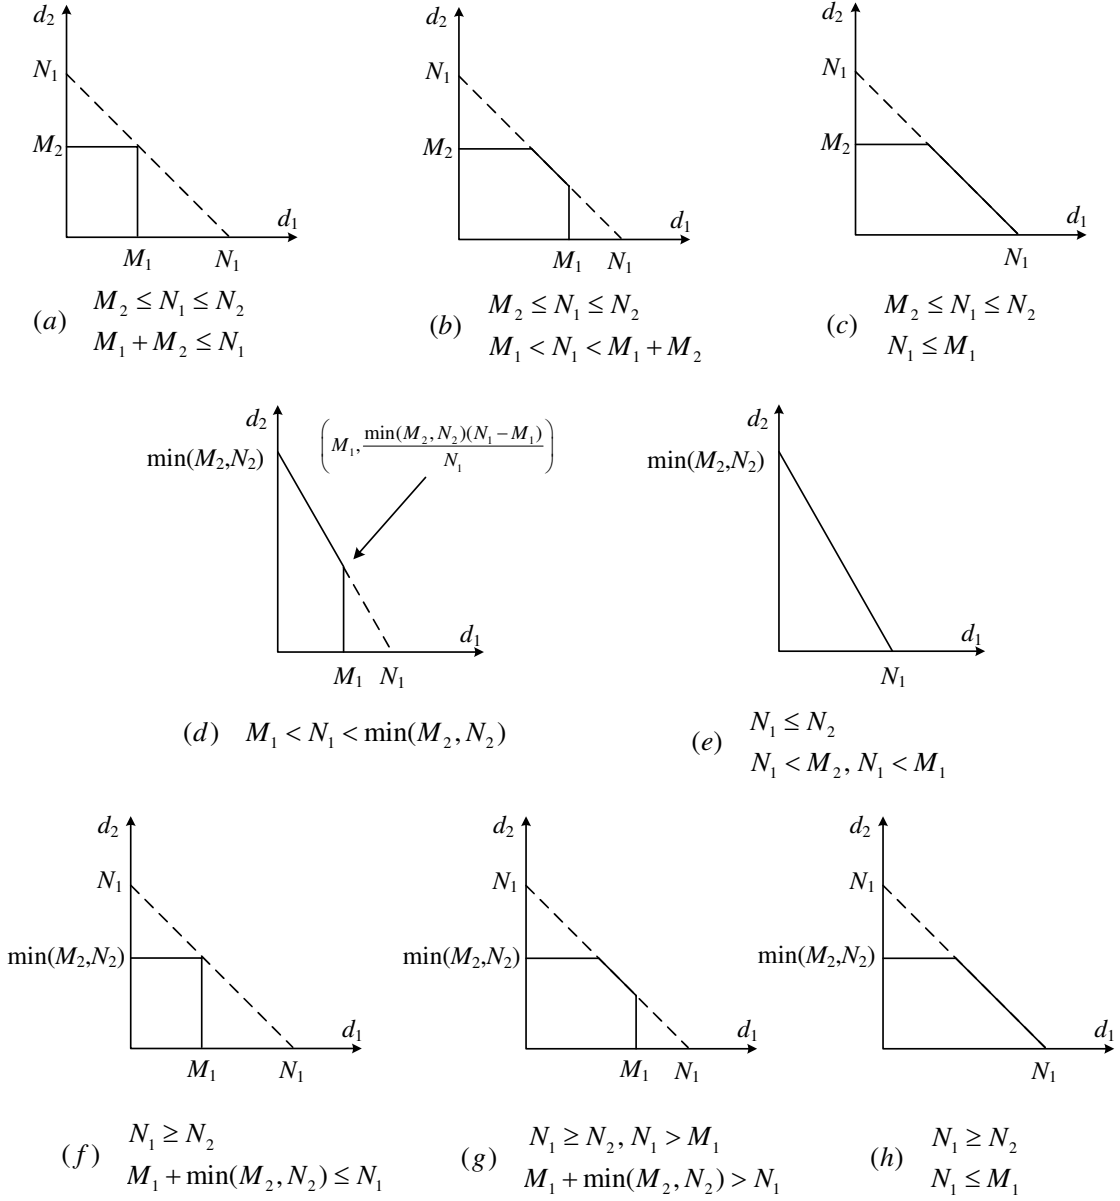 d₂ d₂ d₂
N₁ N₁ N₁
M₂ M₂ M₂
d₁ d₁ d₁
M₁ N₁ M₁ N₁ N₁
(a) M₂ ≤ N₁ ≤ N₂
M₁ + M₂ ≤ N₁
(b) M₂ ≤ N₁ ≤ N₂
M₁ < N₁ < M₁ + M₂
(c) M₂ ≤ N₁ ≤ N₂
N₁ ≤ M₁
d₂
min(M₂,N₂)
(M₁, min(M₂, N₂)(N₁ − M₁) / N₁)
d₁
M₁ N₁
(d) M₁ < N₁ < min(M₂, N₂)
d₂
min(M₂,N₂)
d₁
N₁
(e) N₁ ≤ N₂
N₁ < M₂, N₁ < M₁
d₂ d₂ d₂
N₁ N₁ N₁
min(M₂,N₂) min(M₂,N₂) min(M₂,N₂)
d₁ d₁ d₁
M₁ N₁ M₁ N₁ N₁
(f) N₁ ≥ N₂
M₁ + min(M₂, N₂) ≤ N₁
(g) N₁ ≥ N₂, N₁ > M₁
M₁ + min(M₂, N₂) > N₁
(h) N₁ ≥ N₂
N₁ ≤ M₁